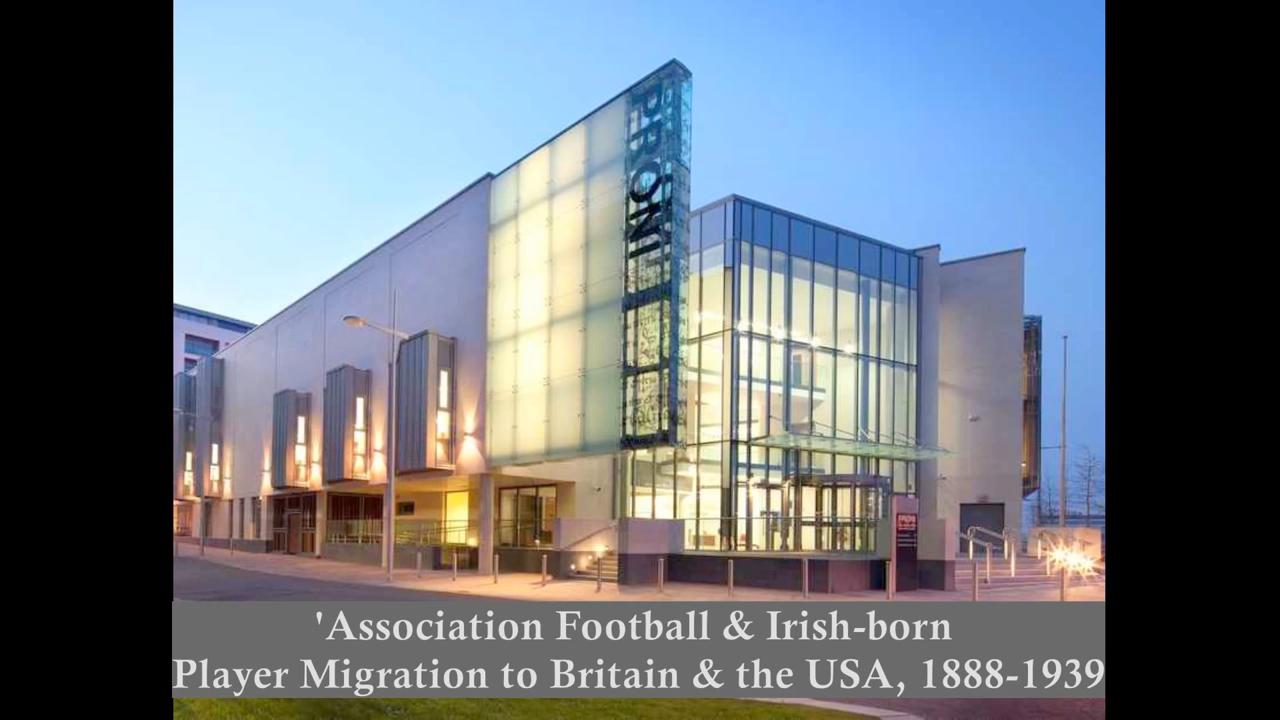 PRONI
'Association Football & Irish-born
Player Migration to Britain & the USA, 1888-1939